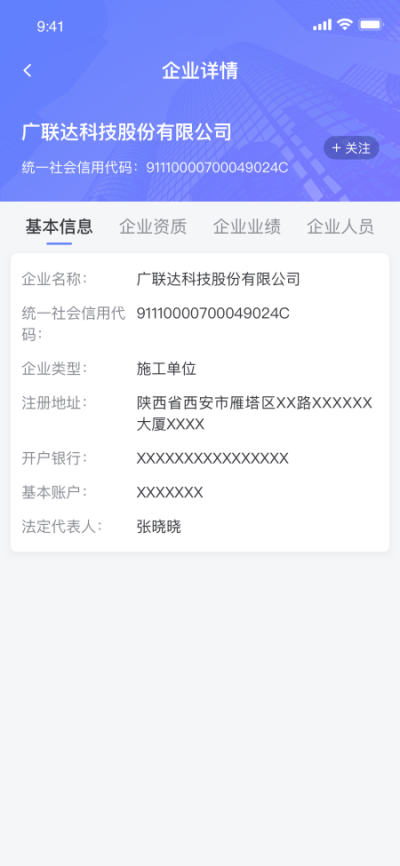 9:41
企业详情
广联达科技股份有限公司
统一社会信用代码：91110000700049024C
+ 关注
基本信息 企业资质 企业业绩 企业人员
企业名称： 广联达科技股份有限公司
统一社会信用代 91110000700049024C
码：
企业类型： 施工单位
注册地址： 陕西省西安市雁塔区XX路XXXXXX
大厦XXXX
开户银行： XXXXXXXXXXXXXXXX
基本账户： XXXXXXX
法定代表人： 张晓晓